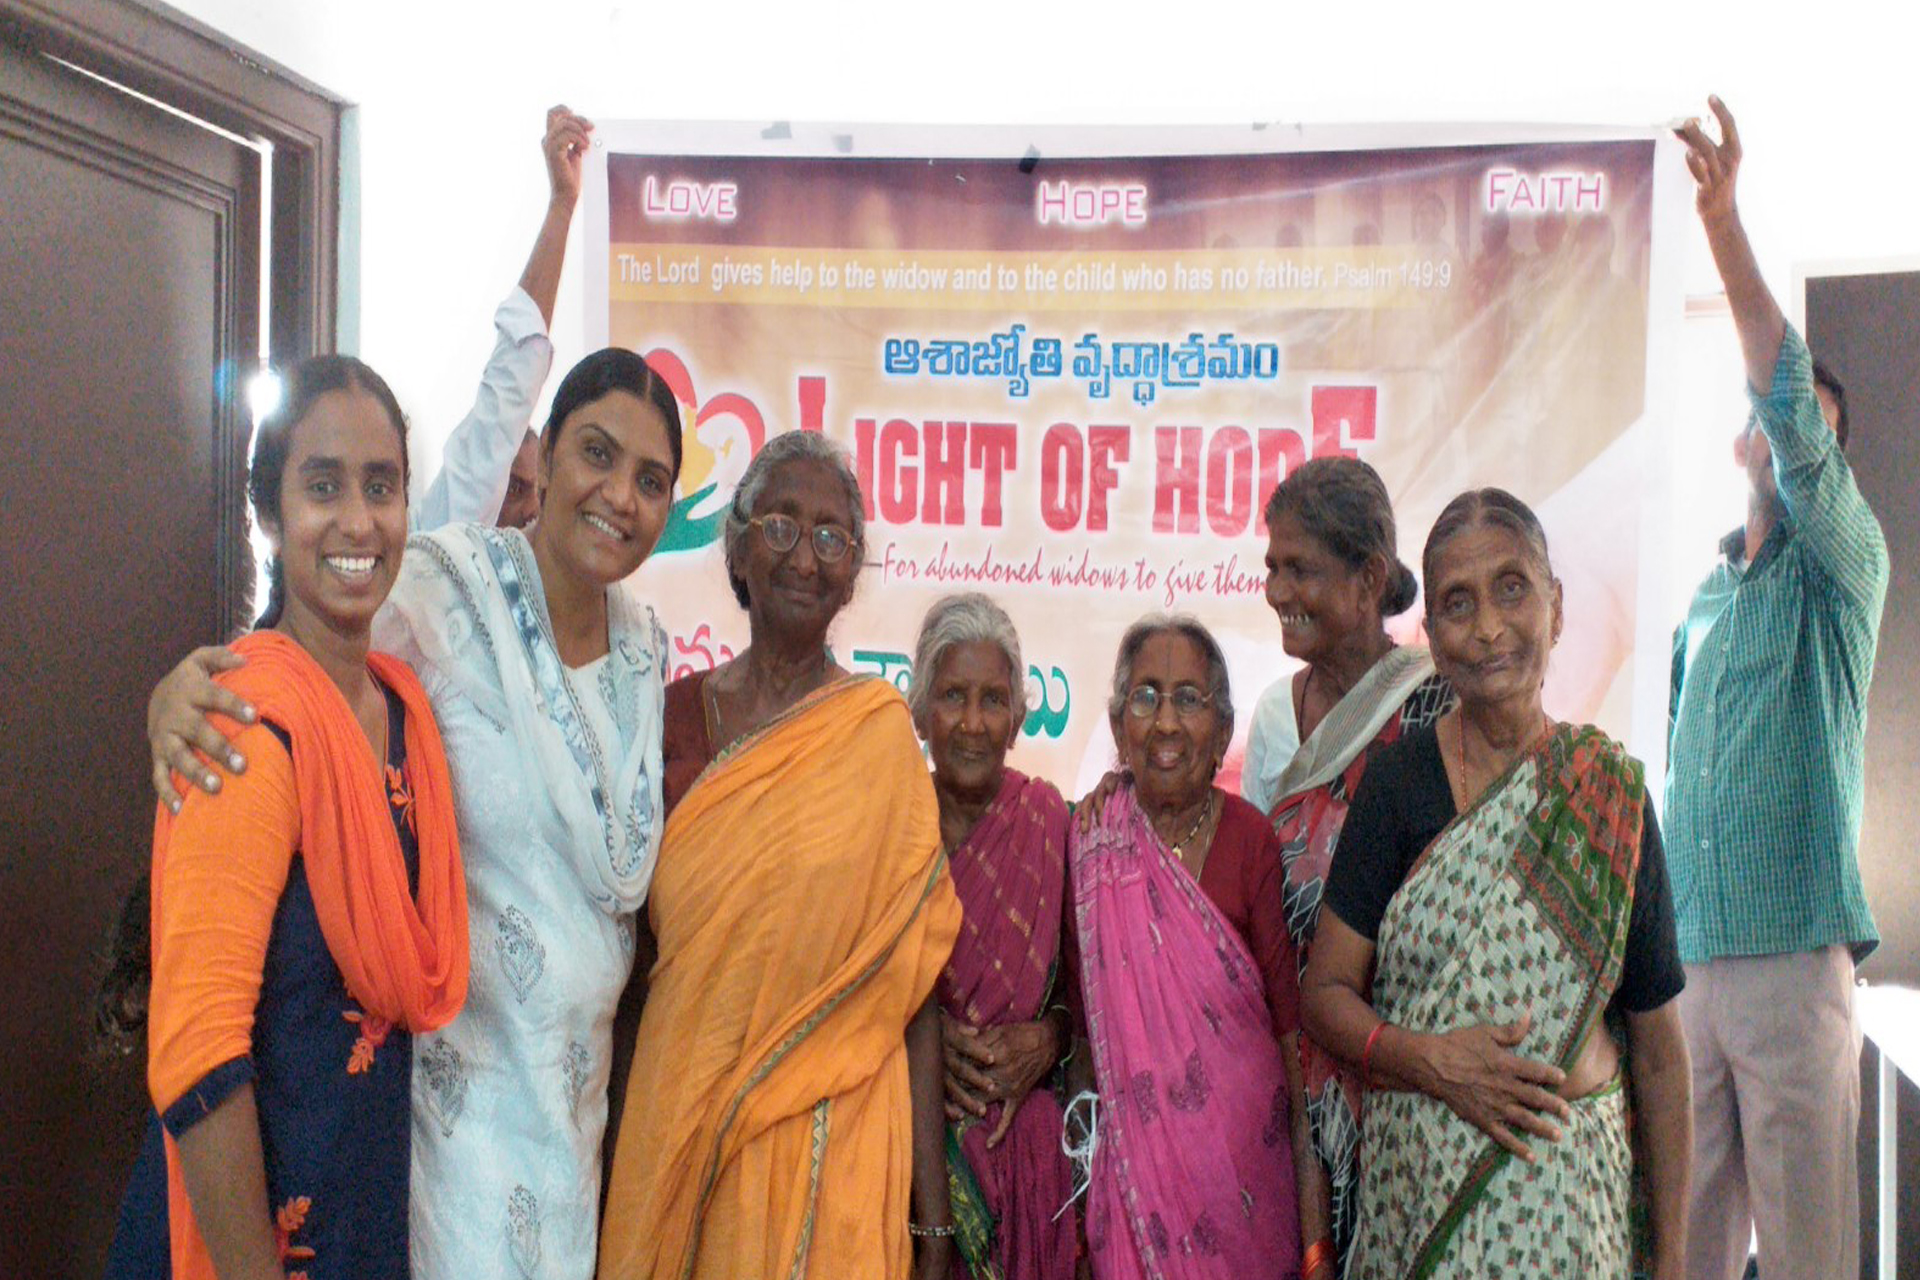 LOVE HOPE FAITH
The Lord gives help to the widow and to the child who has no father. Psalm 149:9
ఆశాజ్యోతి వృద్ధాశ్రమం
LIGHT OF HOPE
For abundoned widows to give them